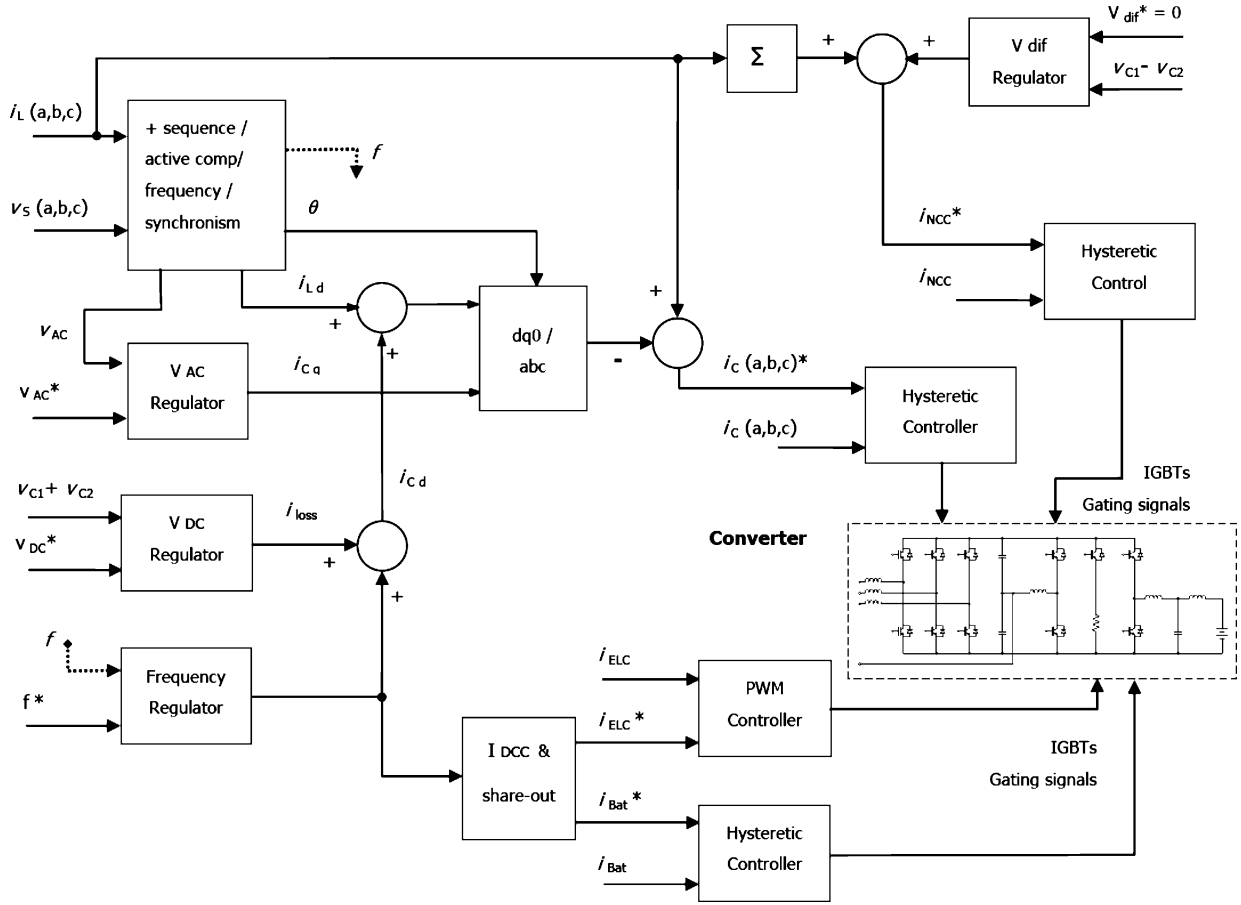 V dif* = 0
Σ
+
+
V dif
Regulator
vC1- vC2
iL (a,b,c)
+ sequence /
active comp/
frequency /
synchronism
f
vS (a,b,c)
θ
iNCC*
Hysteretic
Control
iNCC
iL d
+
+
vAC
+
dq0 /
abc
-
V AC
Regulator
iC q
v AC*
iC (a,b,c)*
Hysteretic
Controller
iC (a,b,c)
iC d
IGBTs
Gating signals
vC1+ vC2
V DC
Regulator
iloss
v DC*
+
+
Converter
f
Frequency
Regulator
f*
iELC
PWM
Controller
iELC*
I DCC &
share-out
IGBTs
Gating signals
iBat*
Hysteretic
Controller
iBat